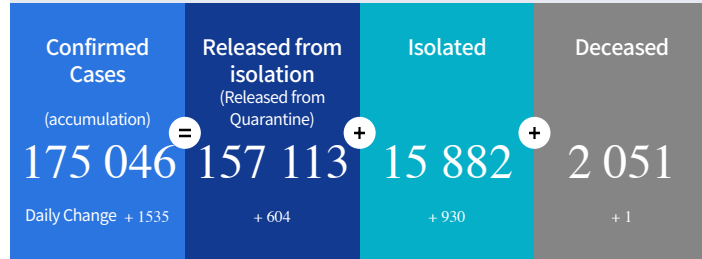 Confirmed
Cases
(accumulation)
175 046
Daily Change + 1535
=
Released from
isolation
(Released from
Quarantine)
157 113
+ 604
+
Isolated
15 882
+ 930
+
Deceased
2 051
+ 1